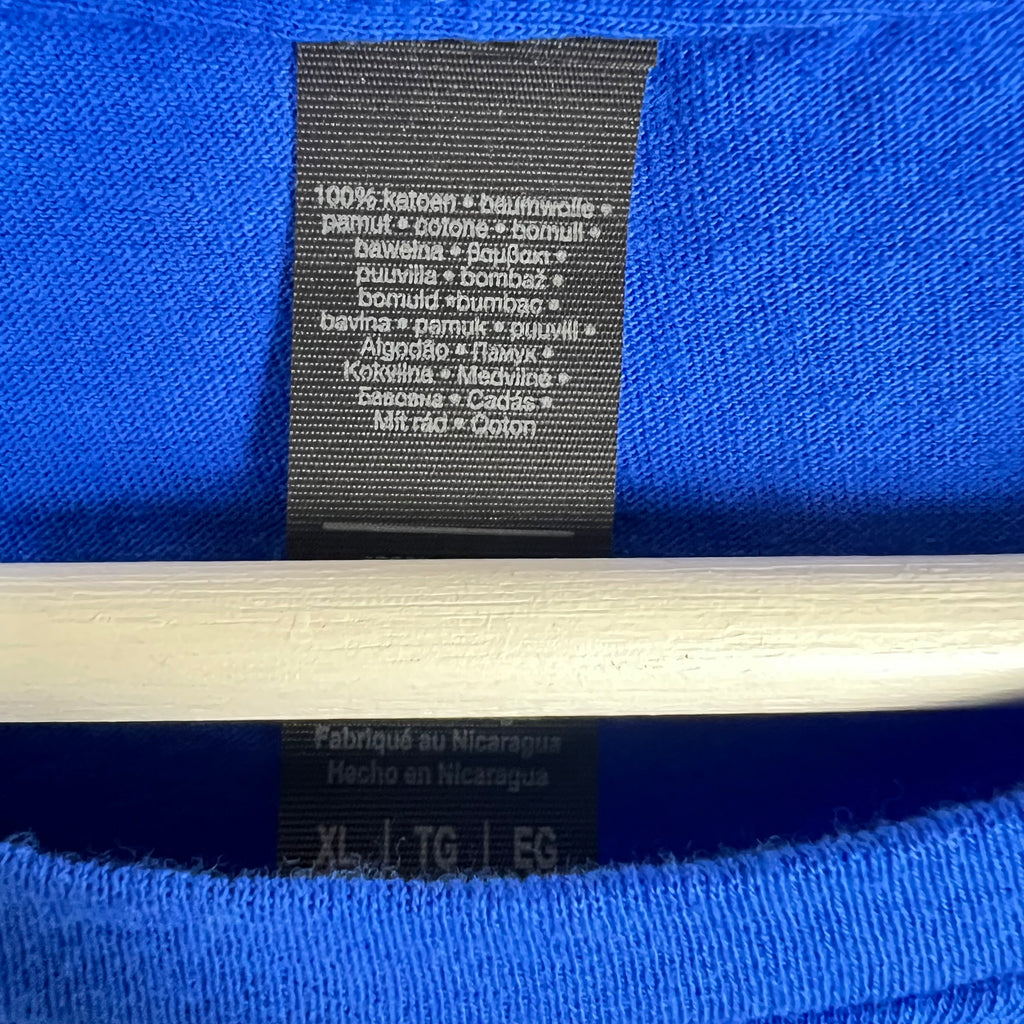 100% katoen • baumwolle •
pamut • cotone • bomull •
bawełna • βαμβάκι •
puuvilla • bombaž •
bomuld • bumbac •
bavlna • pamuk • puuvill •
Algodão • Памук •
Kokvilna • Medvilnė •
Бавовна • Cadás •
Mít rád • Coton
Fabriqué au Nicaragua
Hecho en Nicaragua
XL | TG | EG